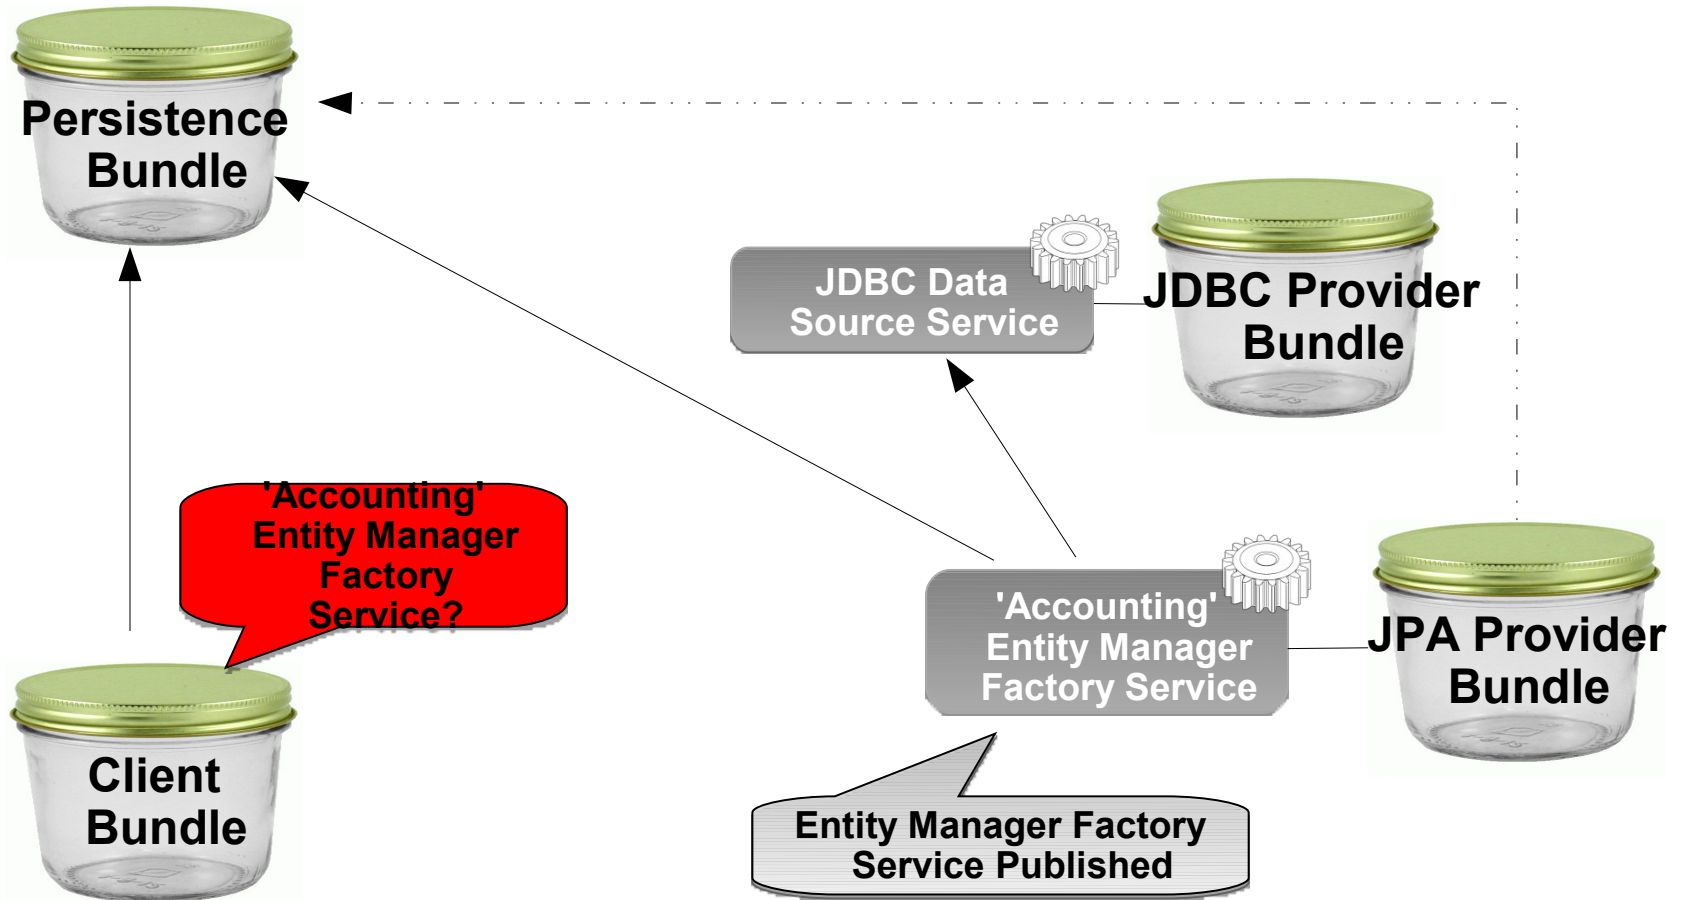 Persistence
Bundle
JDBC Data
Source Service
JDBC Provider
Bundle
'Accounting'
Entity Manager
Factory
Service?
'Accounting'
Entity Manager
Factory Service
JPA Provider
Bundle
Client
Bundle
Entity Manager Factory
Service Published